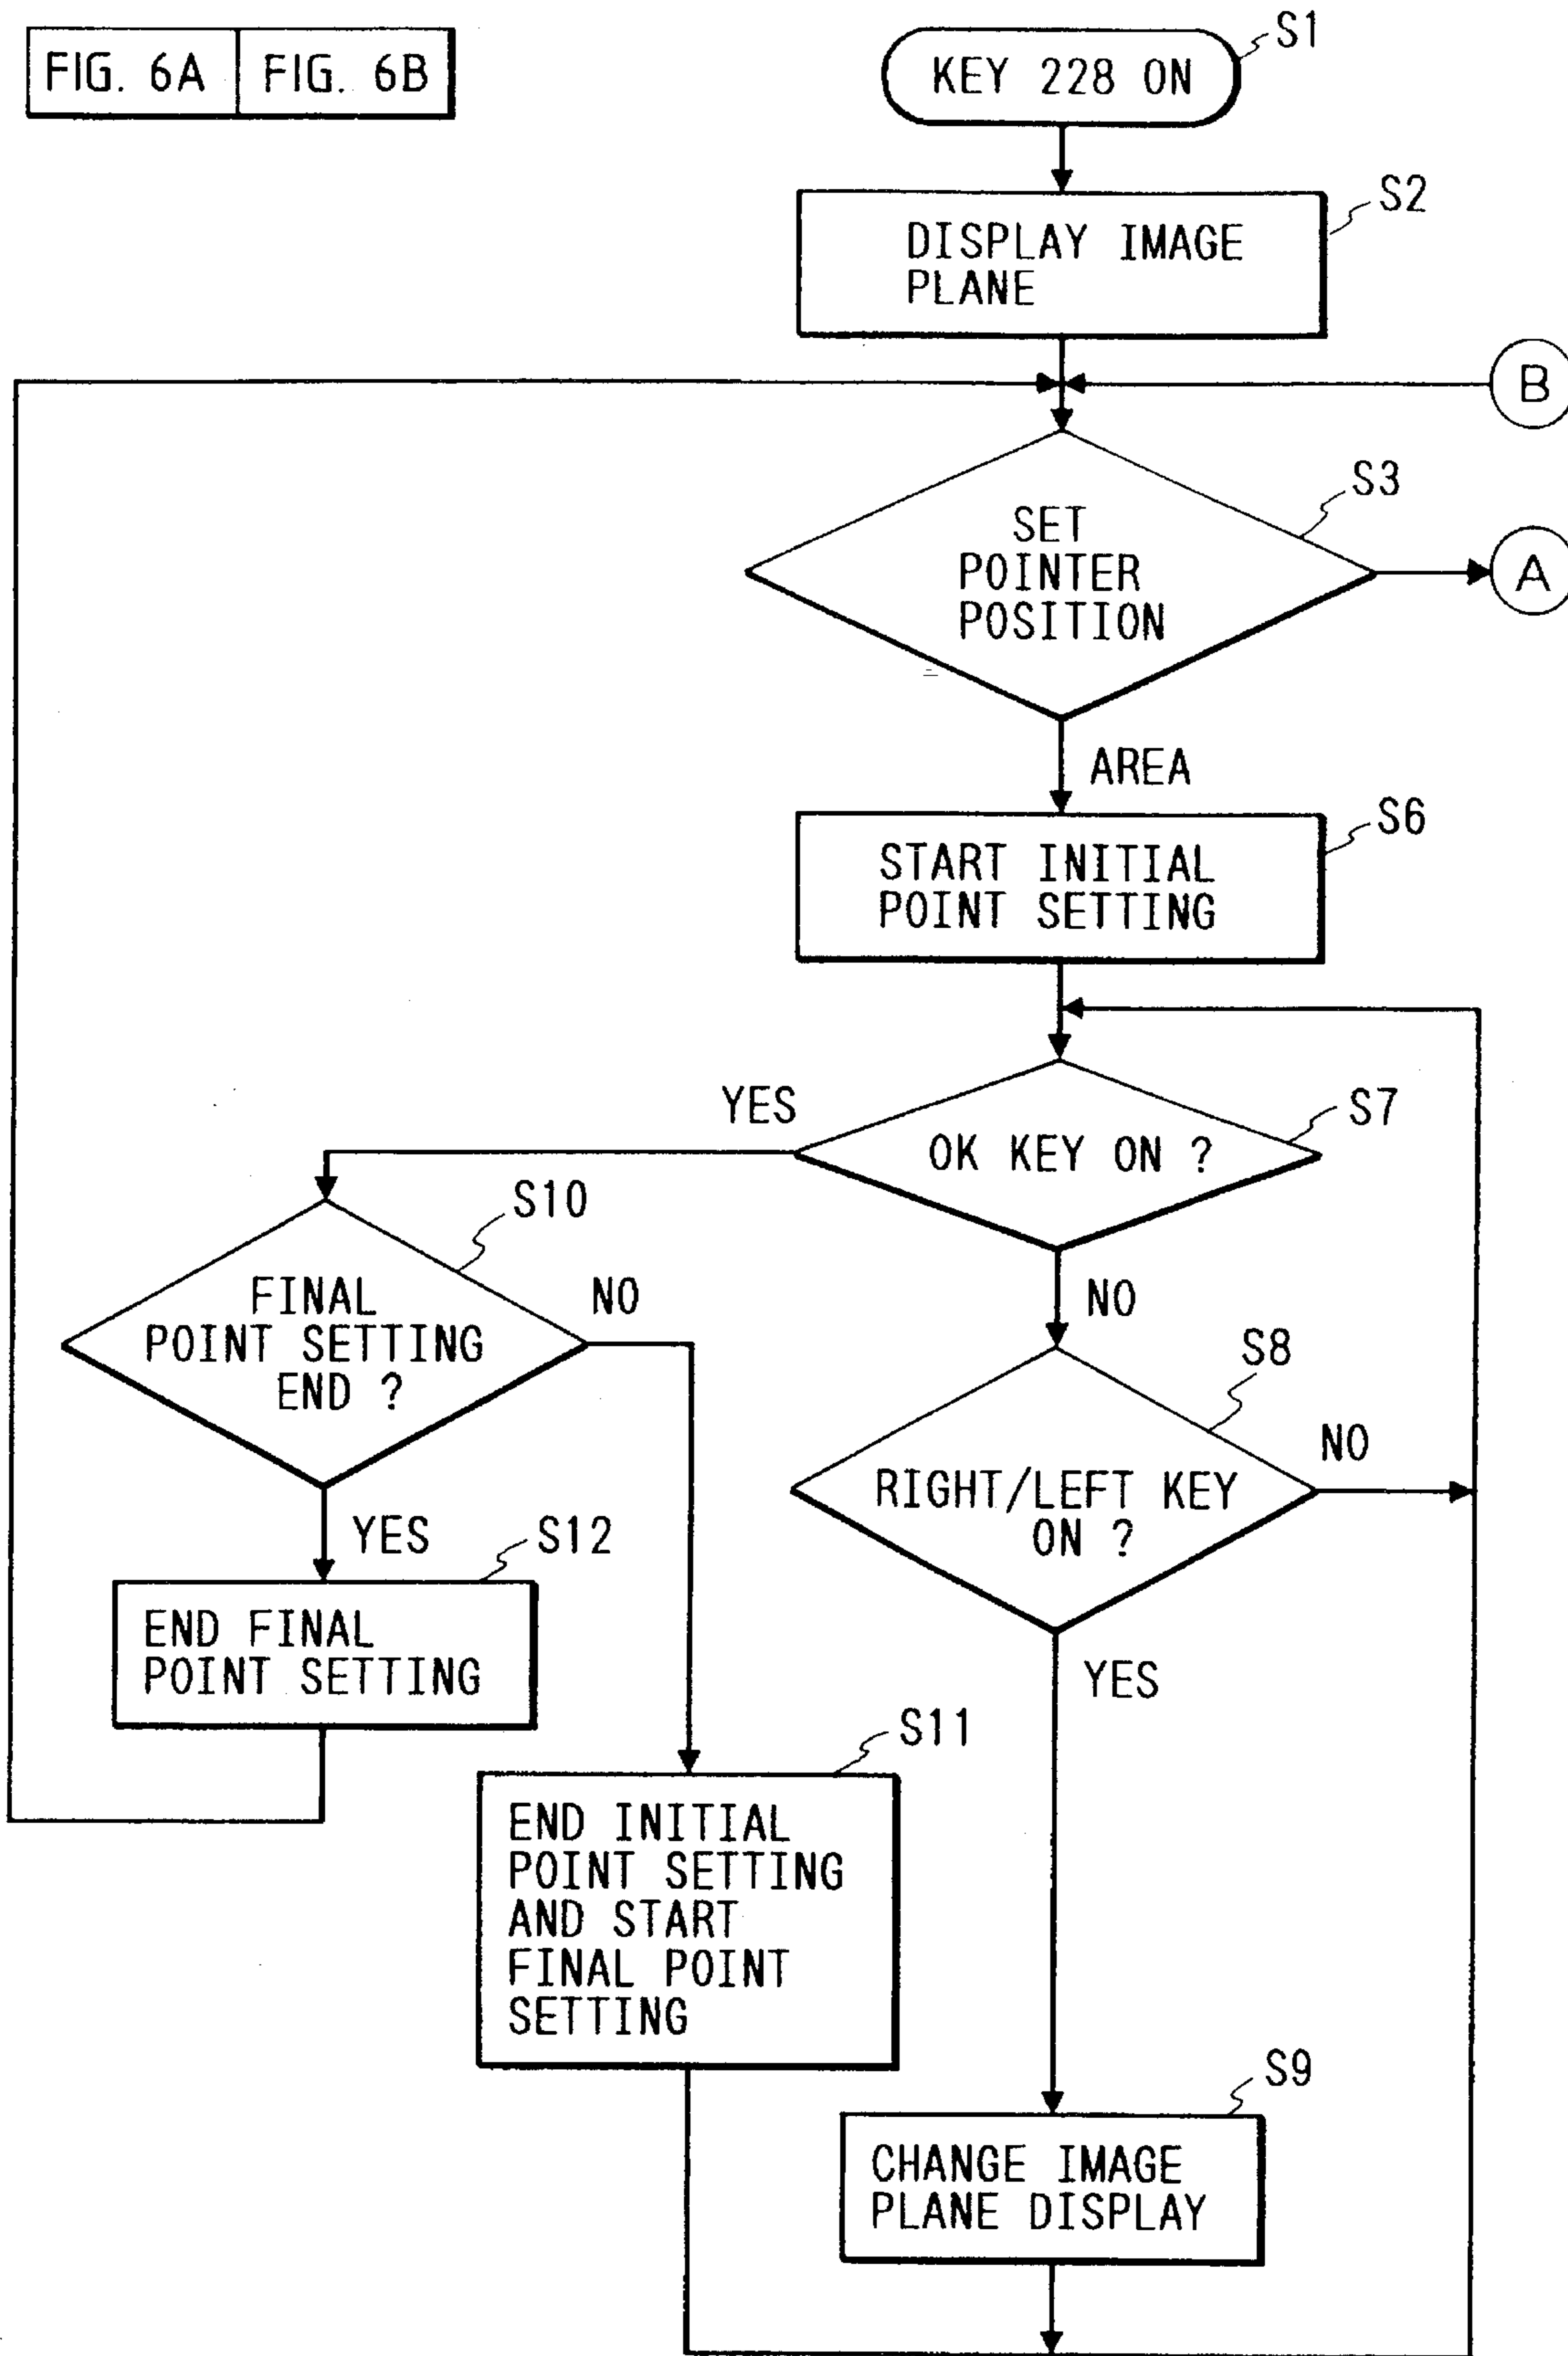 FIG. 6A FIG. 6B
KEY 228 ON
S1
DISPLAY IMAGE
PLANE
S2
B
SET
POINTER
POSITION
S3
A
AREA
START INITIAL
POINT SETTING
S6
YES
OK KEY ON ?
S7
NO
FINAL
POINT SETTING
END ?
S10
NO
RIGHT/LEFT KEY
ON ?
S8
NO
YES
END FINAL
POINT SETTING
S12
YES
END INITIAL
POINT SETTING
AND START
FINAL POINT
SETTING
S11
CHANGE IMAGE
PLANE DISPLAY
S9